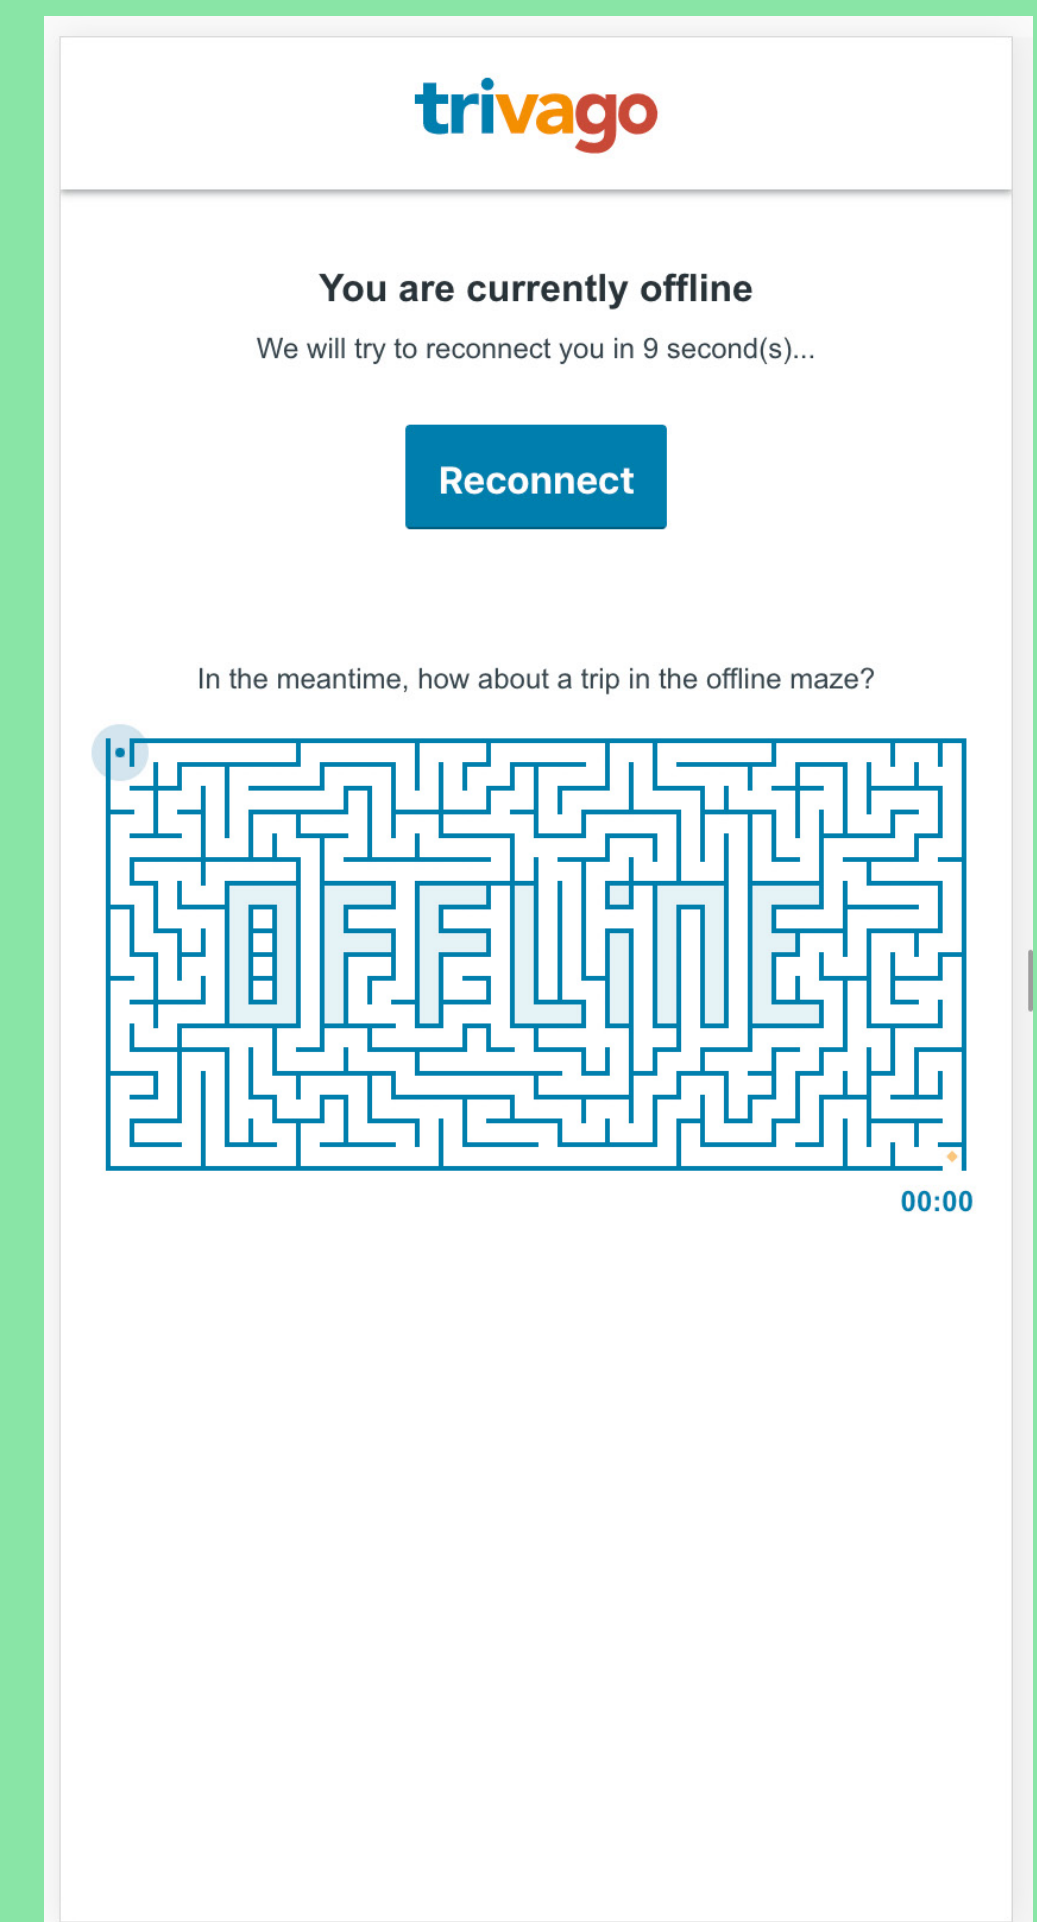 trivago
You are currently offline
We will try to reconnect you in 9 second(s)...
Reconnect
In the meantime, how about a trip in the offline maze?
OFFLiNE
00:00